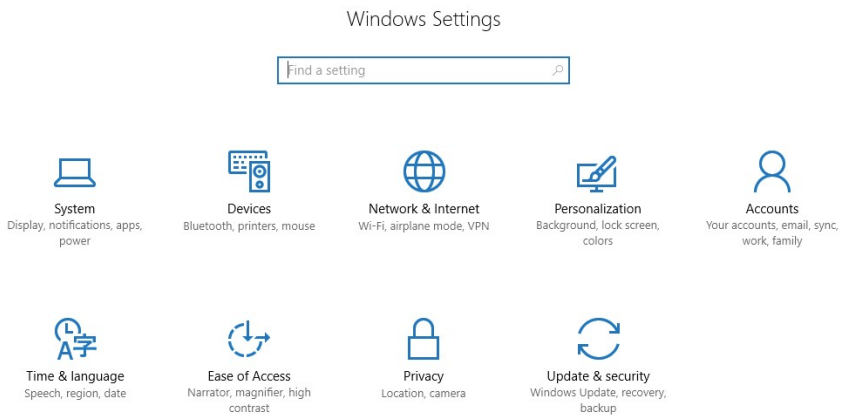 Windows Settings
Find a setting
System
Display, notifications, apps,
power
Devices
Bluetooth, printers, mouse
Network & Internet
Wi-Fi, airplane mode, VPN
Personalization
Background, lock screen,
colors
Accounts
Your accounts, email, sync,
work, family
A字
Time & language
Speech, region, date
Ease of Access
Narrator, magnifier, high
contrast
Privacy
Location, camera
Update & security
Windows Update, recovery,
backup